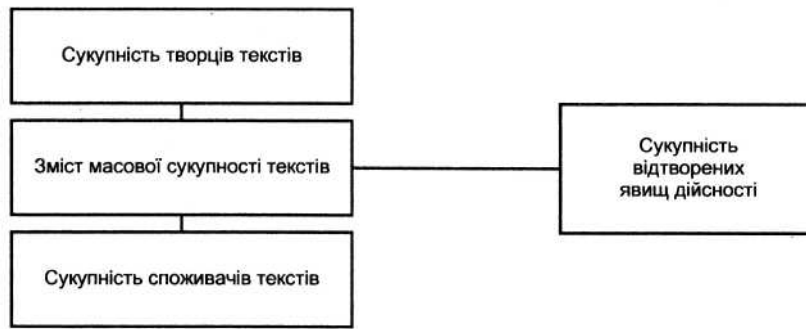 Сукупність творців текстів
Зміст масової сукупності текстів
Сукупність
відтворених
явищ дійсності
Сукупність споживачів текстів